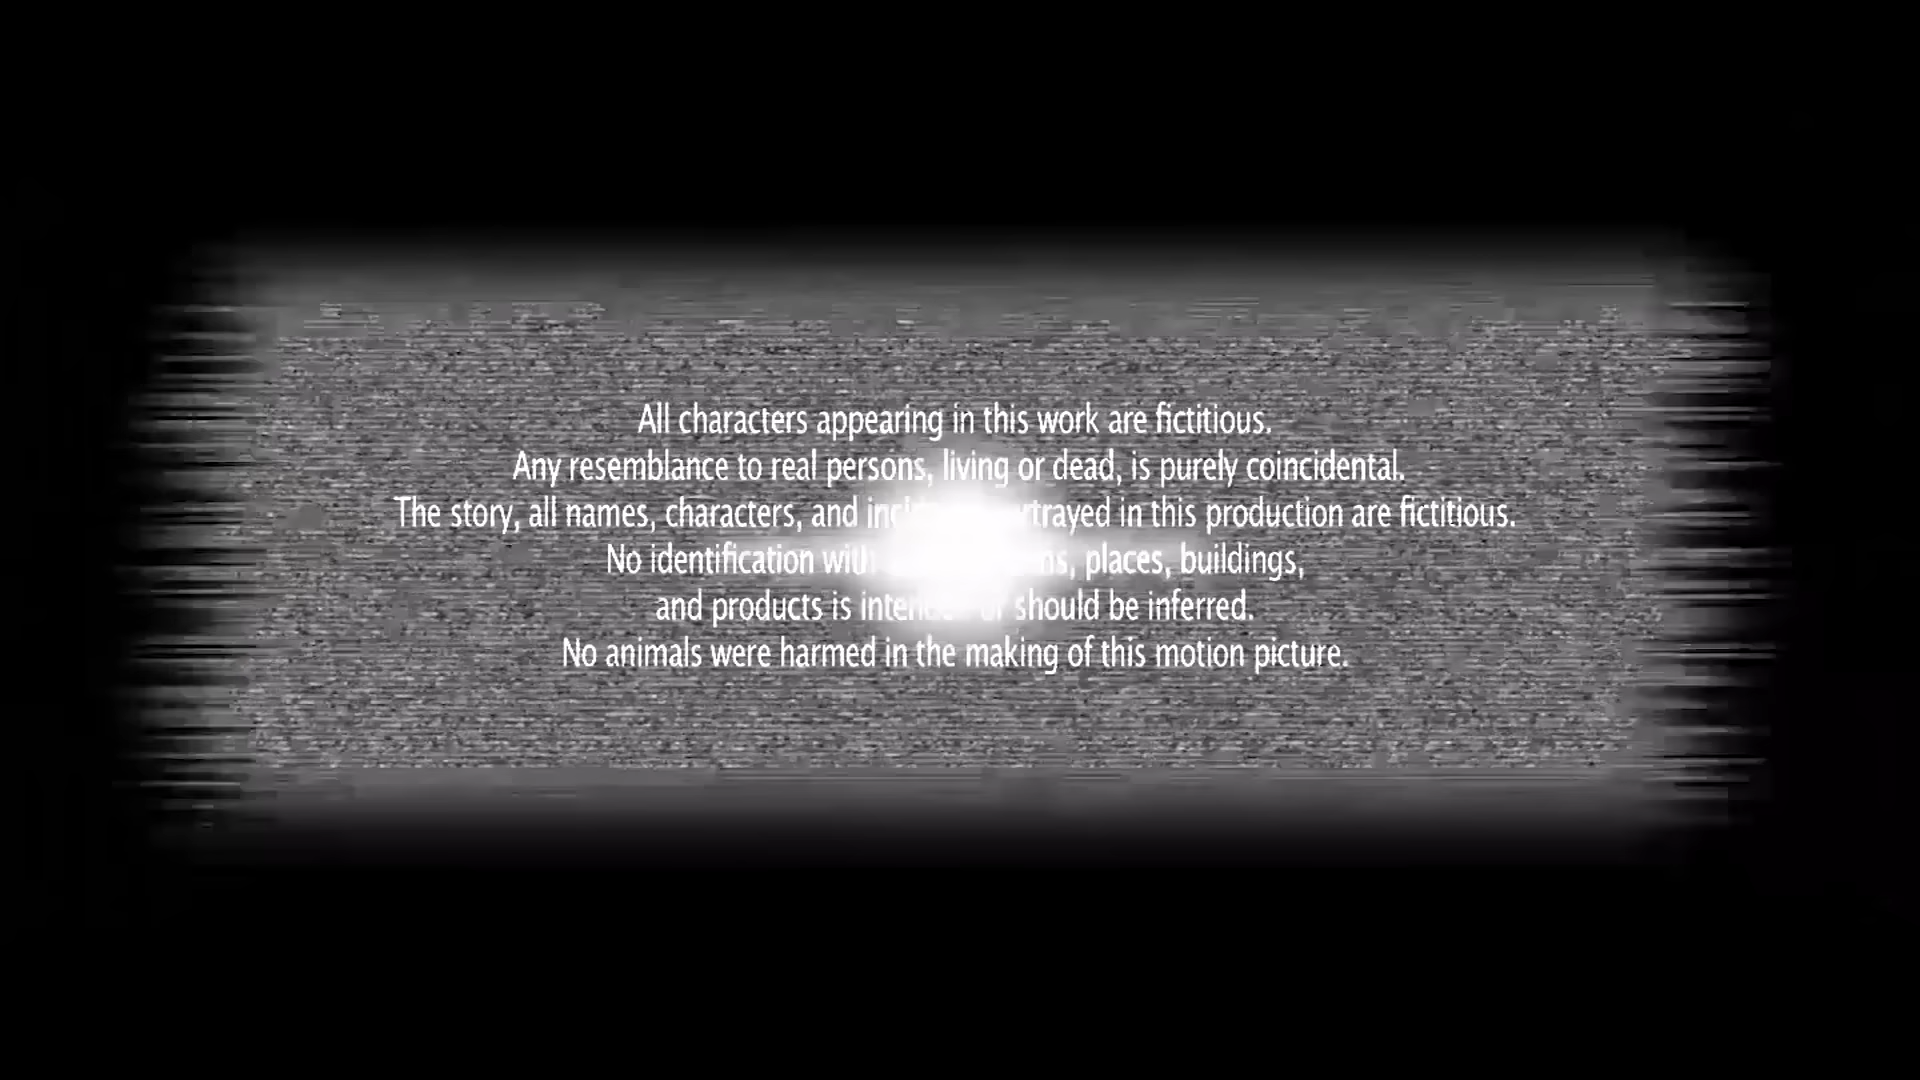 All characters appearing in this work are fictitious.
Any resemblance to real persons, living or dead, is purely coincidental.
The story, all names, characters, and in this production are fictitious.
No identification with places, buildings,
and products is should be inferred.
No animals were harmed in the making of this motion picture.